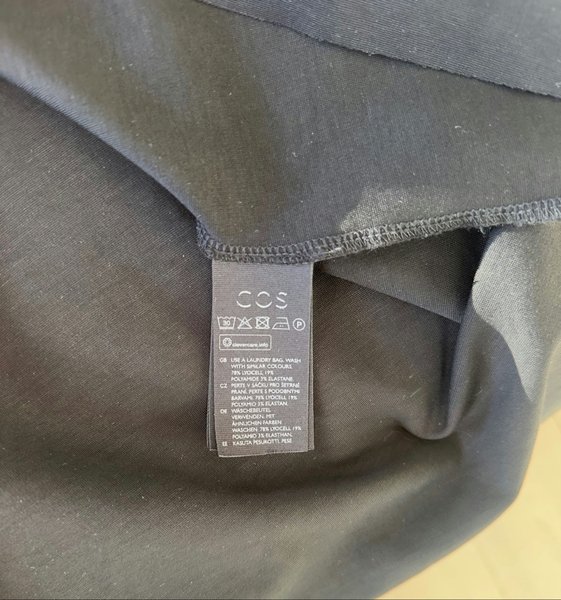 COS
30 P
clevercare.info
GB USE A LAUNDRY BAG. WASH
WITH SIMILAR COLOURS
78% LYOCELL 19%
POLYAMIDE 3% ELASTANE
CZ PERTE V SÁČKU PRO ŠETRNÉ
PRANÍ. PERTE S PODOBNÝMI
BARVAMI. 78% LYOCELL 19%
POLYAMID 3% ELASTAN.
DE WÄSCHEBEUTEL
VERWENDEN. MIT
ÄHNLICHEN FARBEN
WASCHEN. 78% LYOCELL 19%
POLYAMID 3% ELASTHAN.
EE KASUTA PESUKOTTI. PESE